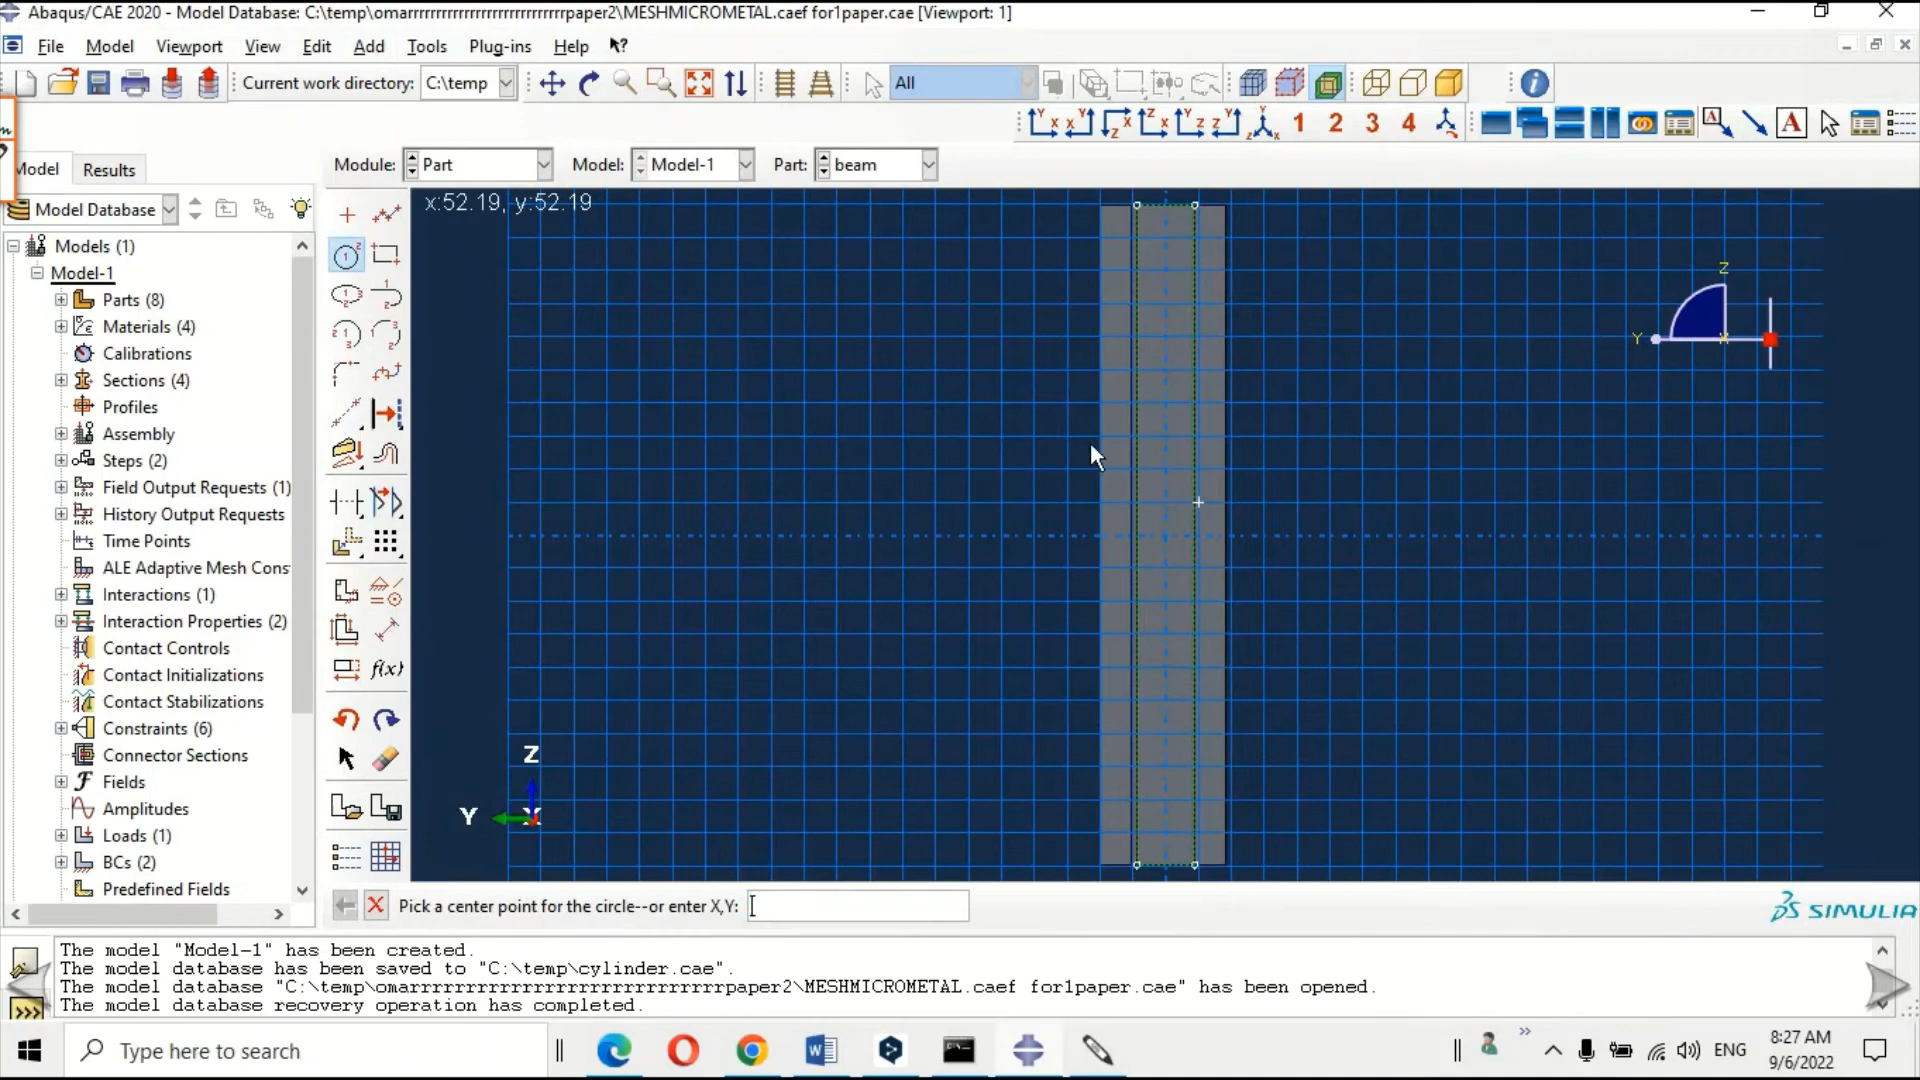 Abaqus/CAE 2020 - Model Database: C:\temp\omarrrrrrrrrrrrrrrrrrrrrrrrrrrrrpaper2\MESHMICROMETAL.caef for1paper.cae [Viewport: 1]
File Model Viewport View Edit Add Tools Plug-ins Help
Current work directory: C:\temp
All
1 2 3 4
Model Results
Module: Part Model: Model-1 Part: beam
Model Database
x:52.19, y:52.19
Models (1)
Model-1
Parts (8)
Materials (4)
Calibrations
Sections (4)
Profiles
Assembly
Steps (2)
Field Output Requests (1)
History Output Requests
Time Points
ALE Adaptive Mesh Cons
Interactions (1)
Interaction Properties (2)
Contact Controls
Contact Initializations
Contact Stabilizations
Constraints (6)
Connector Sections
Fields
Amplitudes
Loads (1)
BCs (2)
Predefined Fields
f(x)
Z
Y
X
Z
Y
X
Pick a center point for the circle--or enter X,Y:
SIMULIA
The model "Model-1" has been created.
The model database has been saved to "C:\temp\cylinder.cae".
The model database "C:\temp\omarrrrrrrrrrrrrrrrrrrrrrrrrrrrrpaper2\MESHMICROMETAL.caef for1paper.cae" has been opened.
The model database recovery operation has completed.
Type here to search
ENG
8:27 AM
9/6/2022